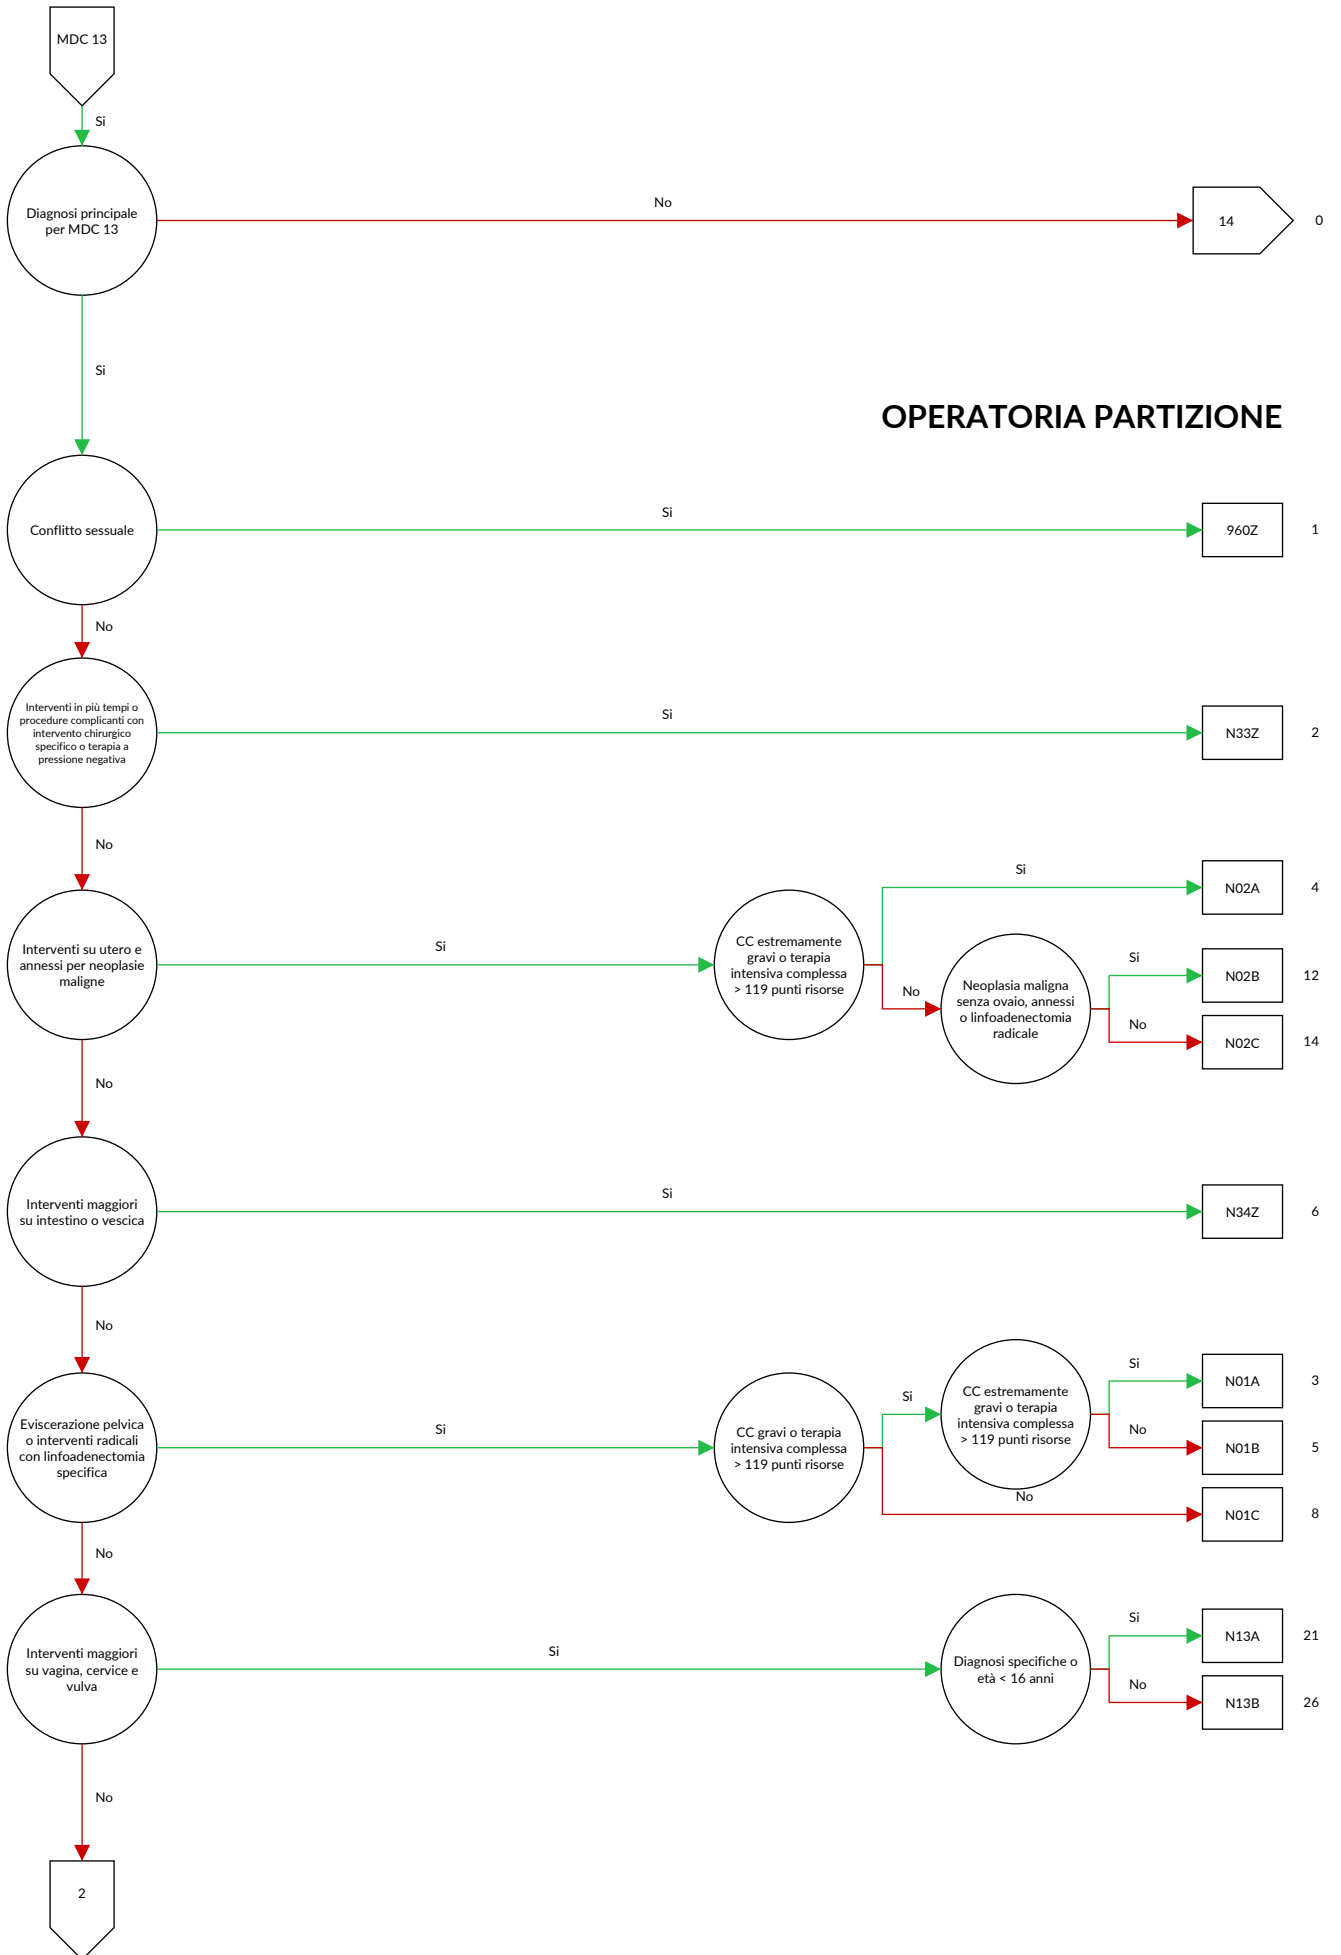 MDC 13
Si
Diagnosi principale
per MDC 13
No
14
0
Si
OPERATORIA PARTIZIONE
Conflitto sessuale
Si
960Z
1
No
Interventi in più tempi o
procedure complicanti con
intervento chirurgico
specifico o terapia a
pressione negativa
Si
N33Z
2
No
Interventi su utero e
annessi per neoplasie
maligne
Si
CC estremamente
gravi o terapia
intensiva complessa
> 119 punti risorse
Si
N02A
4
No
Neoplasia maligna
senza ovaio, annessi
o linfoadenectomia
radicale
Si
N02B
12
No
N02C
14
No
Interventi maggiori
su intestino o vescica
Si
N34Z
6
No
Eviscerazione pelvica
o interventi radicali
con linfoadenectomia
specifica
Si
CC gravi o terapia
intensiva complessa
> 119 punti risorse
Si
CC estremamente
gravi o terapia
intensiva complessa
> 119 punti risorse
Si
N01A
3
No
N01B
5
No
N01C
8
No
Interventi maggiori
su vagina, cervice e
vulva
Si
Diagnosi specifiche o
età < 16 anni
Si
N13A
21
No
N13B
26
No
2